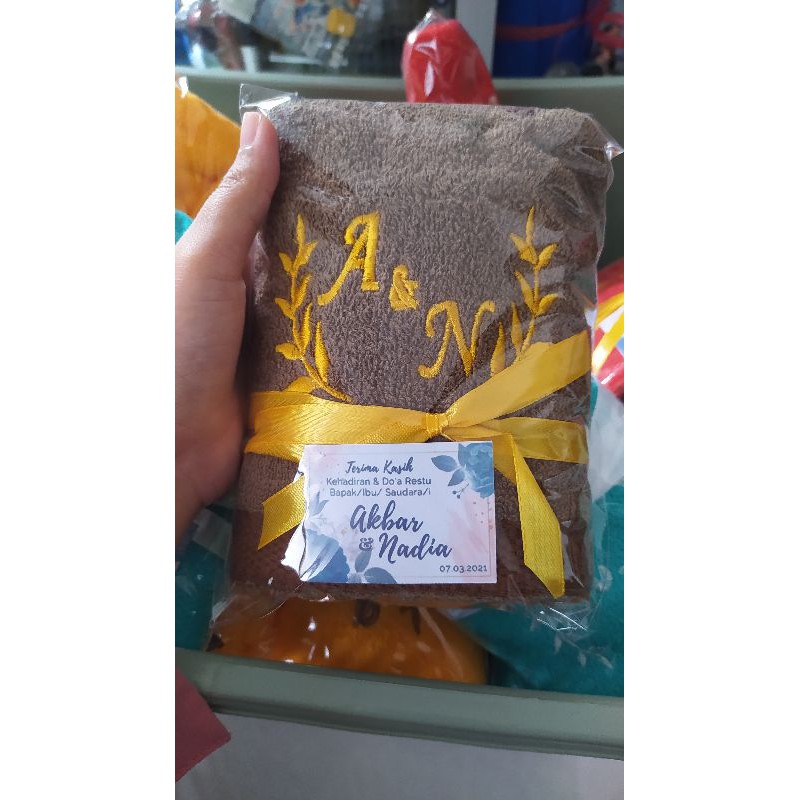 A
&
N
Terima Kasih
Kehadiran & Do'a Restu
Bapak/Ibu/ Saudara/i
Akbar
& Nadia
07.03.2021